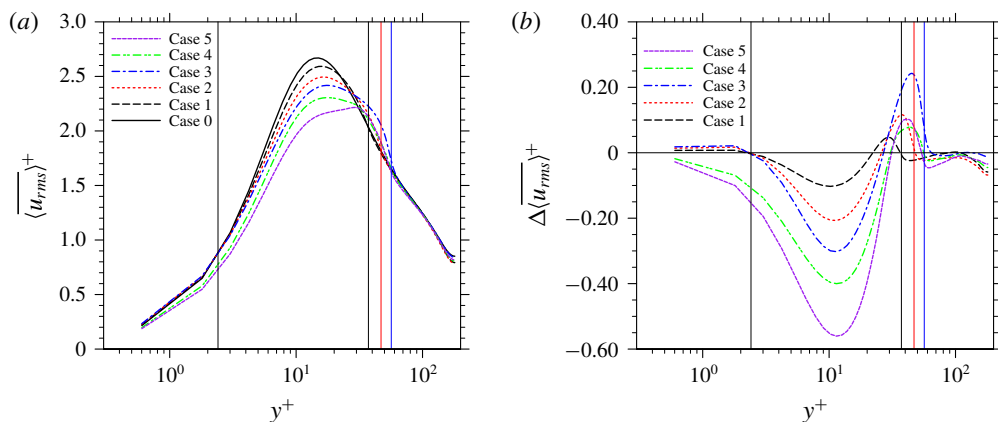 (a)
3.0
2.5
2.0
1.5
1.0
0.5
0
⟨u_rms⟩⁺
Case 5
Case 4
Case 3
Case 2
Case 1
Case 0
10⁰
10¹
10²
y⁺
(b)
0.40
0.20
0
−0.20
−0.40
−0.60
Δ⟨u_rms⟩⁺
Case 5
Case 4
Case 3
Case 2
Case 1
10⁰
10¹
10²
y⁺